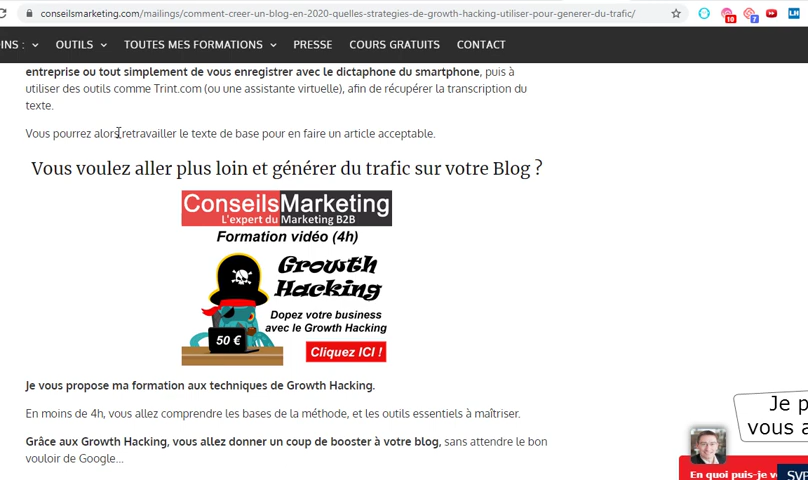 conseilsmarketing.com/mailings/comment-creer-un-blog-en-2020-quelles-strategies-de-growth-hacking-utiliser-pour-generer-du-trafic/
10
7
LH
INS :
OUTILS
TOUTES MES FORMATIONS
PRESSE
COURS GRATUITS
CONTACT
entreprise ou tout simplement de vous enregistrer avec le dictaphone du smartphone, puis à
utiliser des outils comme Trint.com (ou une assistante virtuelle), afin de récupérer la transcription du
texte.
Vous pourrez alors retravailler le texte de base pour en faire un article acceptable.
Vous voulez aller plus loin et générer du trafic sur votre Blog ?
ConseilsMarketing
L'expert du Marketing B2B
Formation vidéo (4h)
Growth
Hacking
Dopez votre business
avec le Growth Hacking
50 €
Cliquez ICI !
Je vous propose ma formation aux techniques de Growth Hacking.
En moins de 4h, vous allez comprendre les bases de la méthode, et les outils essentiels à maîtriser.
Grâce aux Growth Hacking, vous allez donner un coup de booster à votre blog, sans attendre le bon
vouloir de Google...
Je p
vous a
En quoi puis-je v
SVP